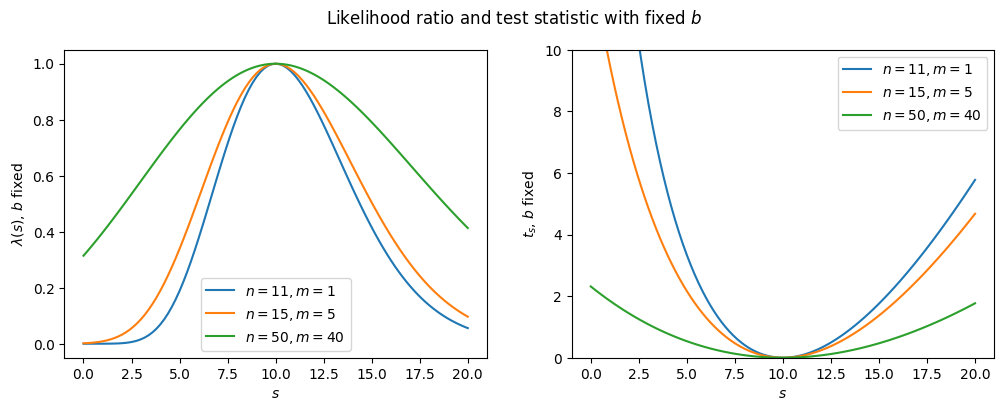 Likelihood ratio and test statistic with fixed b
λ(s), b fixed
1.0
0.8
0.6
0.4
0.2
0.0
n = 11, m = 1
n = 15, m = 5
n = 50, m = 40
0.0 2.5 5.0 7.5 10.0 12.5 15.0 17.5 20.0
s
t_s, b fixed
10
8
6
4
2
0
n = 11, m = 1
n = 15, m = 5
n = 50, m = 40
0.0 2.5 5.0 7.5 10.0 12.5 15.0 17.5 20.0
s